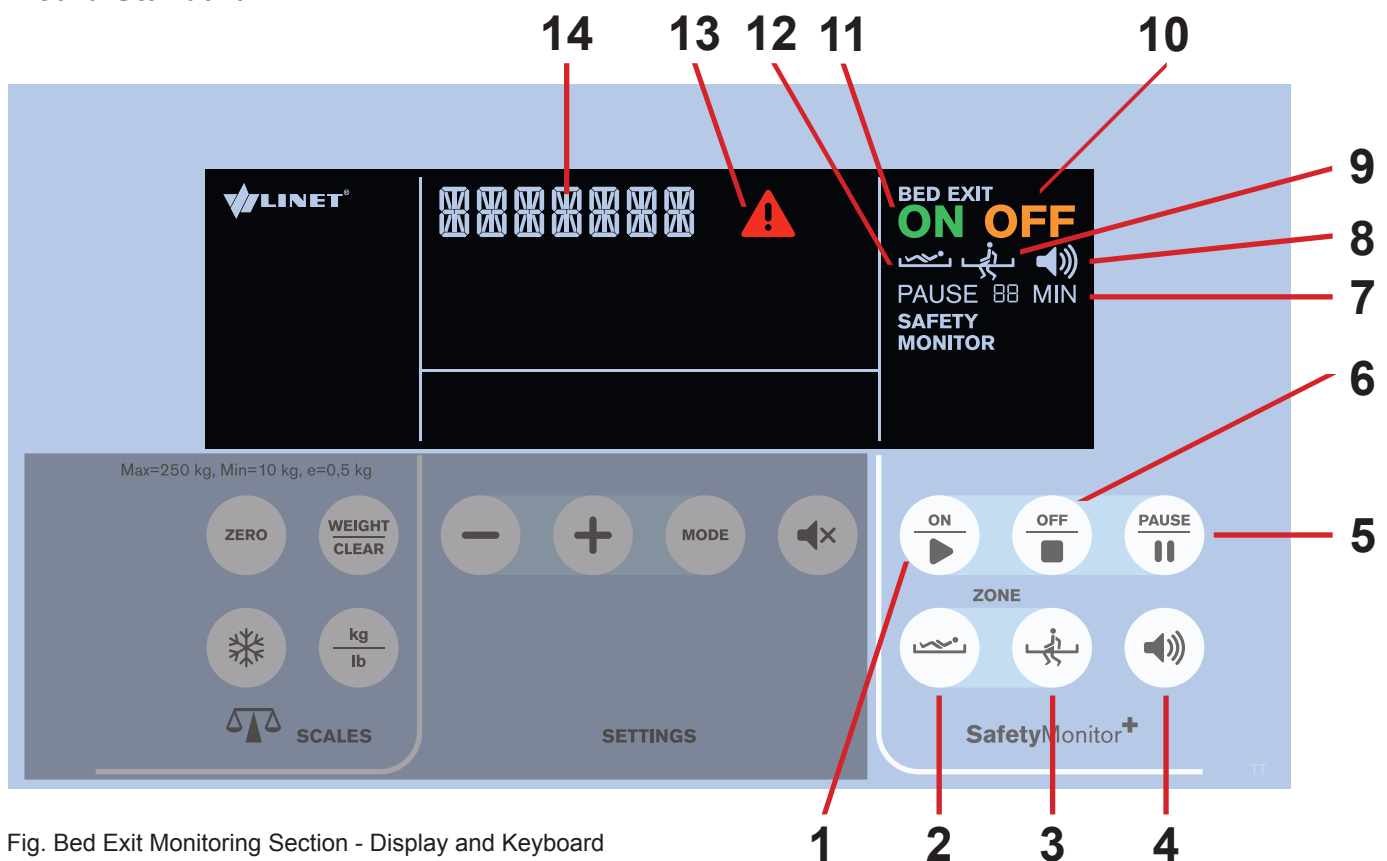 14 13 12 11 10
LINET®
BED EXIT
ON OFF
9
8
PAUSE 88 MIN
7
SAFETY
MONITOR
6
Max=250 kg, Min=10 kg, e=0,5 kg
ZERO
WEIGHT
CLEAR
MODE
ON
OFF
PAUSE
5
ZONE
kg
lb
SCALES
SETTINGS
SafetyMonitor+
TT
Fig. Bed Exit Monitoring Section - Display and Keyboard
1 2 3 4